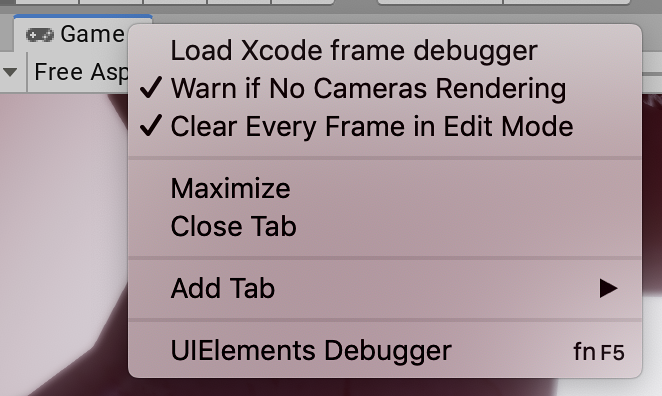 Game
Free Asp
Load Xcode frame debugger
Warn if No Cameras Rendering
Clear Every Frame in Edit Mode
Maximize
Close Tab
Add Tab
UIElements Debugger fn F5